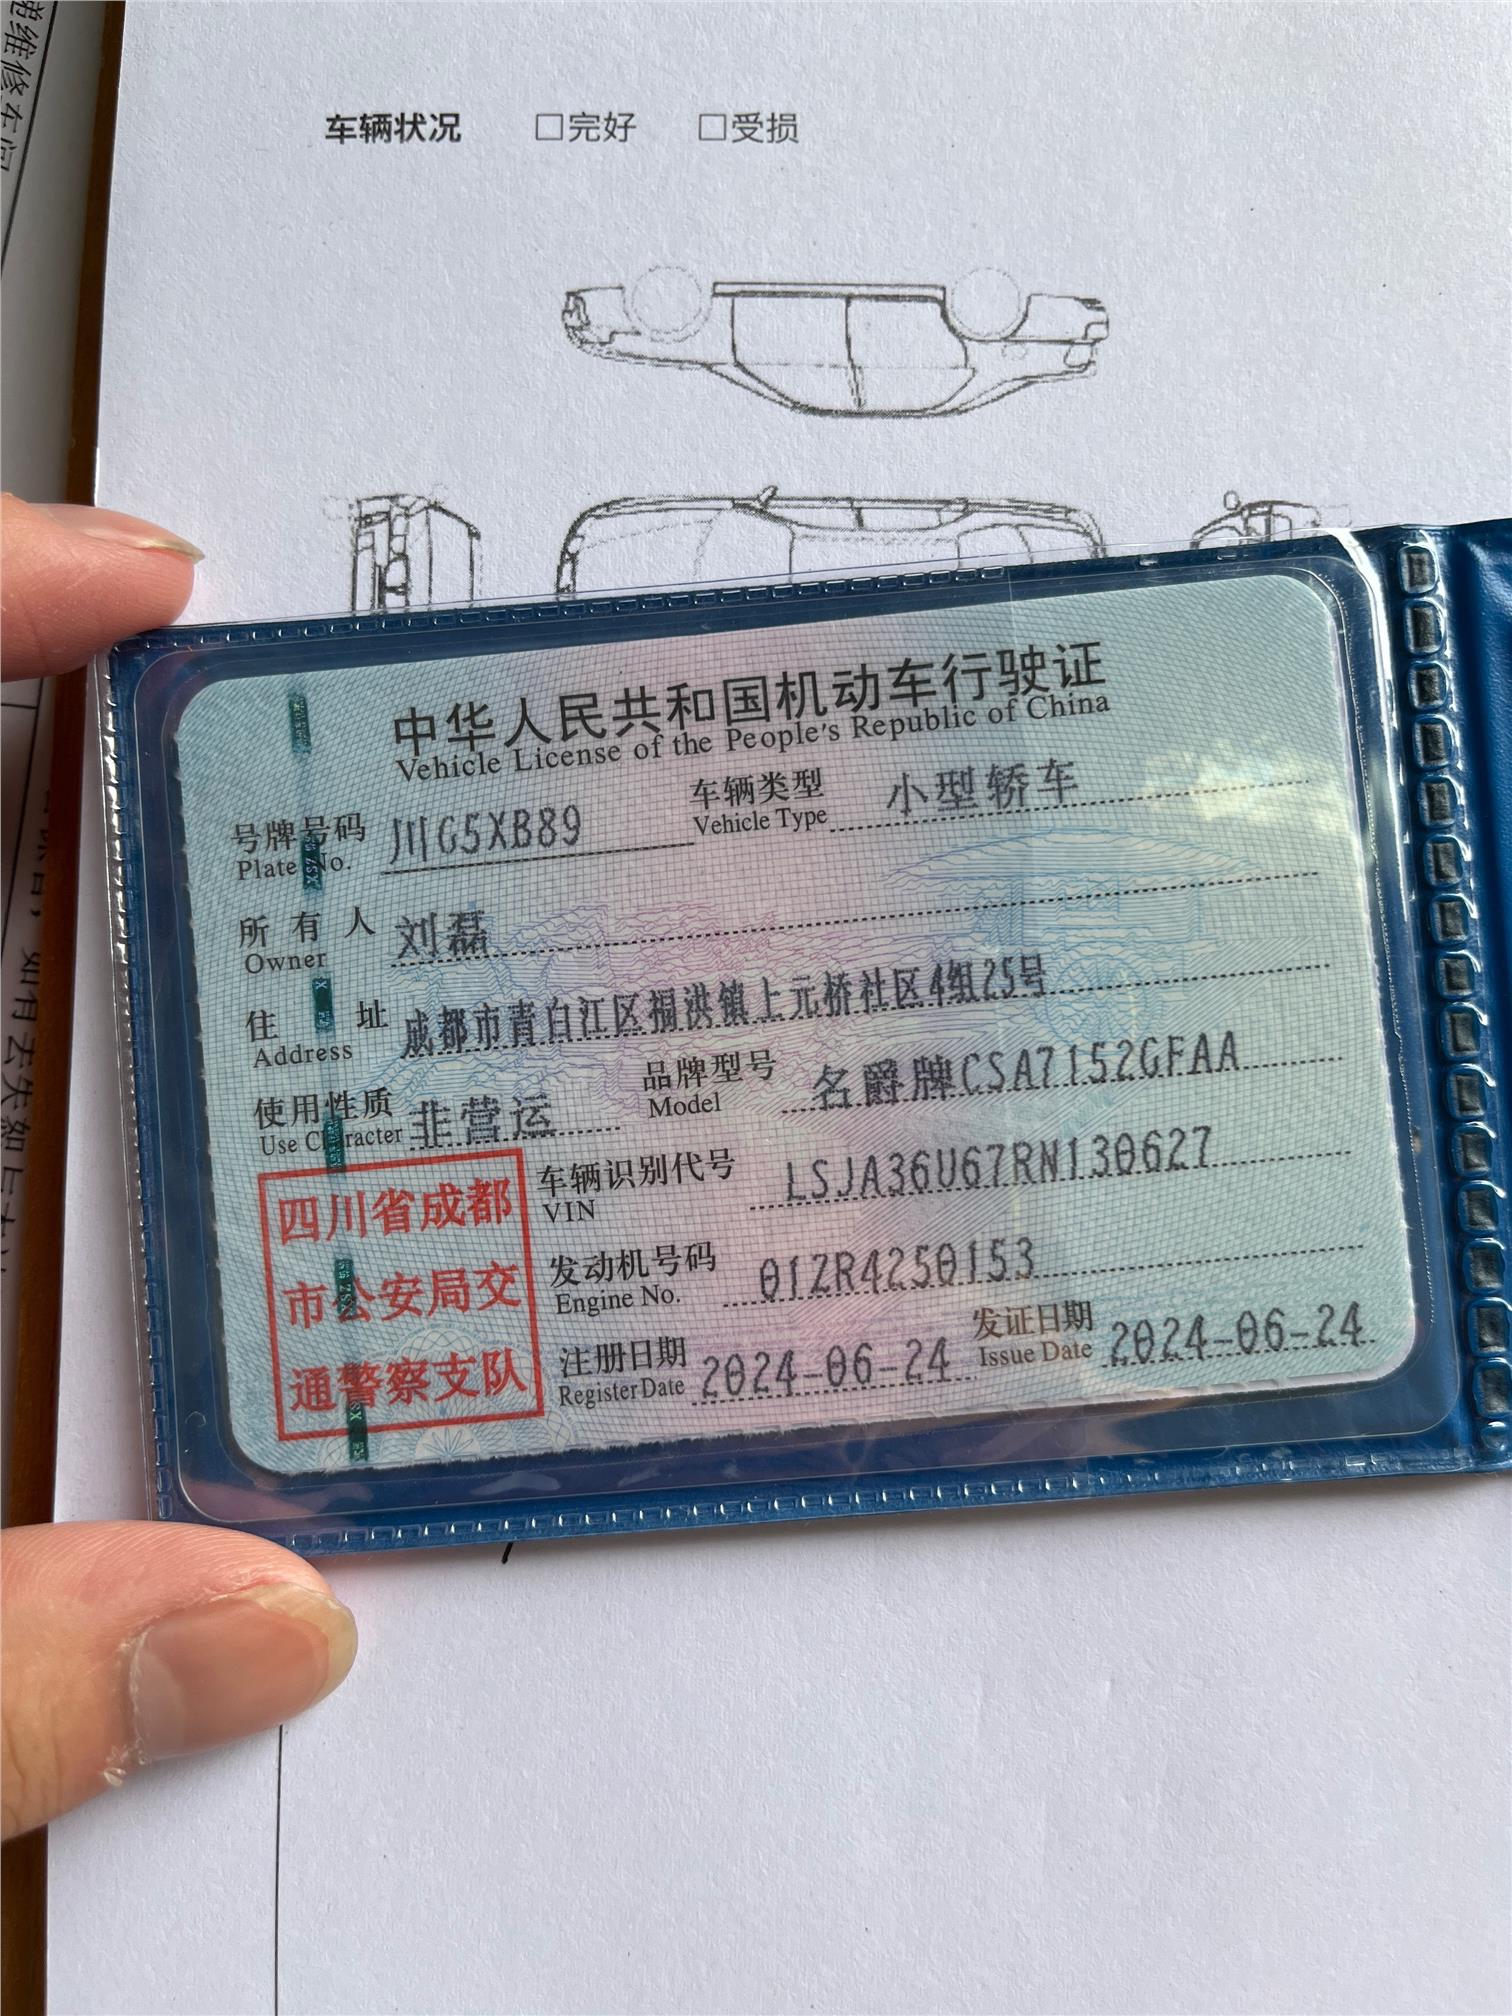 车辆状况 □完好 □受损
中华人民共和国机动车行驶证
Vehicle License of the People's Republic of China
号牌号码 川G5XB89 车辆类型 小型轿车
Plate No. Vehicle Type
所有人 刘磊
Owner
住址 成都市青白江区福洪镇上元桥社区4组25号
Address
使用性质 非营运 品牌型号 名爵牌CSA7152GFAA
Use Character Model
车辆识别代号 LSJA36U67RN130627
VIN
发动机号码 01ZR4250153
Engine No.
注册日期 2024-06-24 发证日期 2024-06-24
Register Date Issue Date
四川省成都
市公安局交
通警察支队